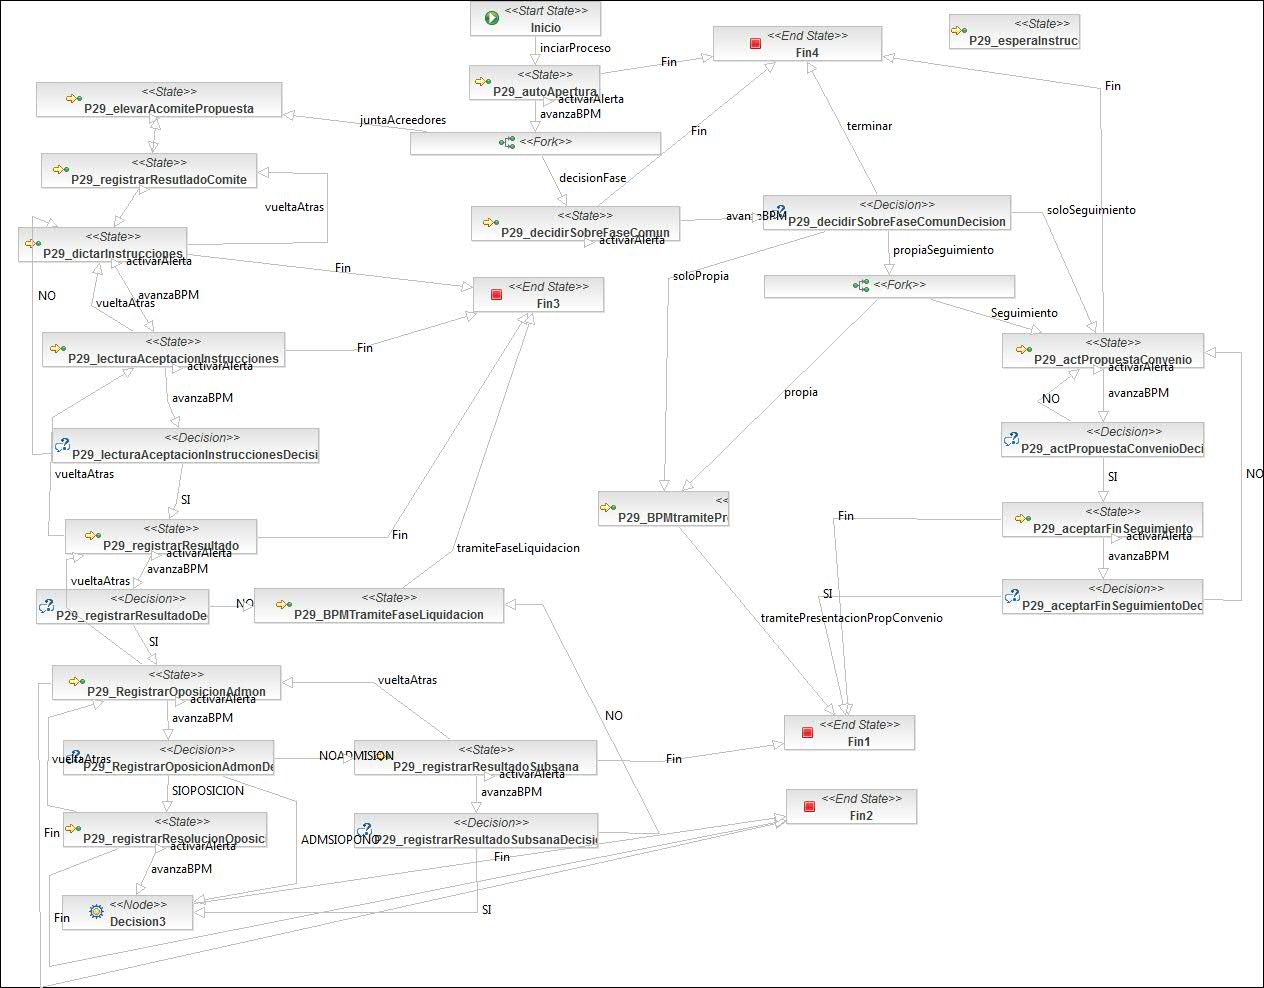 <<Start State>>
Inicio
inciarProceso
<<End State>>
Fin4
<<State>>
P29_esperaInstruc
Fin
<<State>>
P29_autoApertura
activarAlerta
avanzaBPM
Fin
<<State>>
P29_elevarAcomitePropuesta
juntaAcreedores
<<Fork>>
Fin
terminar
<<State>>
P29_registrarResutladoComite
decisionFase
vueltaAtras
<<State>>
P29_decidirSobreFaseComun
activarAlerta
avanzaBPM
<<Decision>>
P29_decidirSobreFaseComunDecision
soloSeguimiento
<<State>>
P29_dictarInstrucciones
activarAlerta
Fin
soloPropia
propiaSeguimiento
<<End State>>
Fin3
<<Fork>>
NO
avanzaBPM
vueltaAtras
Seguimiento
<<State>>
P29_lecturaAceptacionInstrucciones
activarAlerta
Fin
<<State>>
P29_actPropuestaConvenio
activarAlerta
avanzaBPM
propia
avanzaBPM
NO
<<Decision>>
P29_lecturaAceptacionInstruccionesDecisi
<<Decision>>
P29_actPropuestaConvenioDeci
vueltaAtras
SI
NO
SI
<<
P29_BPMtramitePr
<<State>>
P29_registrarResultado
activarAlerta
Fin
Fin
<<State>>
P29_aceptarFinSeguimiento
activarAlerta
avanzaBPM
tramiteFaseLiquidacion
avanzaBPM
vueltaAtras
<<Decision>>
P29_registrarResultadoDe
NO
<<State>>
P29_BPMTramiteFaseLiquidacion
SI
<<Decision>>
P29_aceptarFinSeguimientoDec
tramitePresentacionPropConvenio
SI
<<State>>
P29_RegistrarOposicionAdmon
activarAlerta
vueltaAtras
avanzaBPM
NO
<<End State>>
Fin1
<<Decision>>
P29_RegistrarOposicionAdmonDe
vueltaAtras
NOADMISION
<<State>>
P29_registrarResultadoSubsana
activarAlerta
Fin
SIOPOSICION
avanzaBPM
<<End State>>
Fin2
<<State>>
P29_registrarResolucionOposic
activarAlerta
Fin
ADMSIOPONO
<<Decision>>
P29_registrarResultadoSubsanaDecisi
Fin
avanzaBPM
<<Node>>
Decision3
Fin
SI